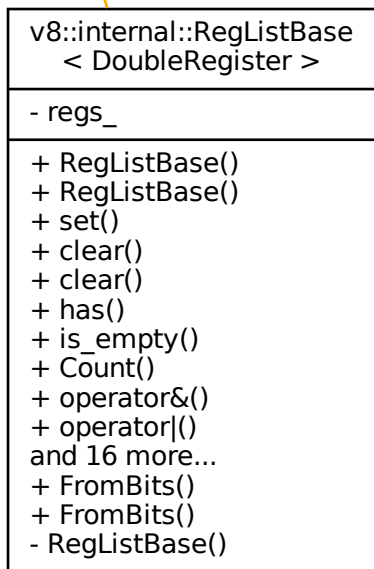 v8::internal::RegListBase
< DoubleRegister >
- regs_
+ RegListBase()
+ RegListBase()
+ set()
+ clear()
+ clear()
+ has()
+ is_empty()
+ Count()
+ operator&()
+ operator|()
and 16 more...
+ FromBits()
+ FromBits()
- RegListBase()